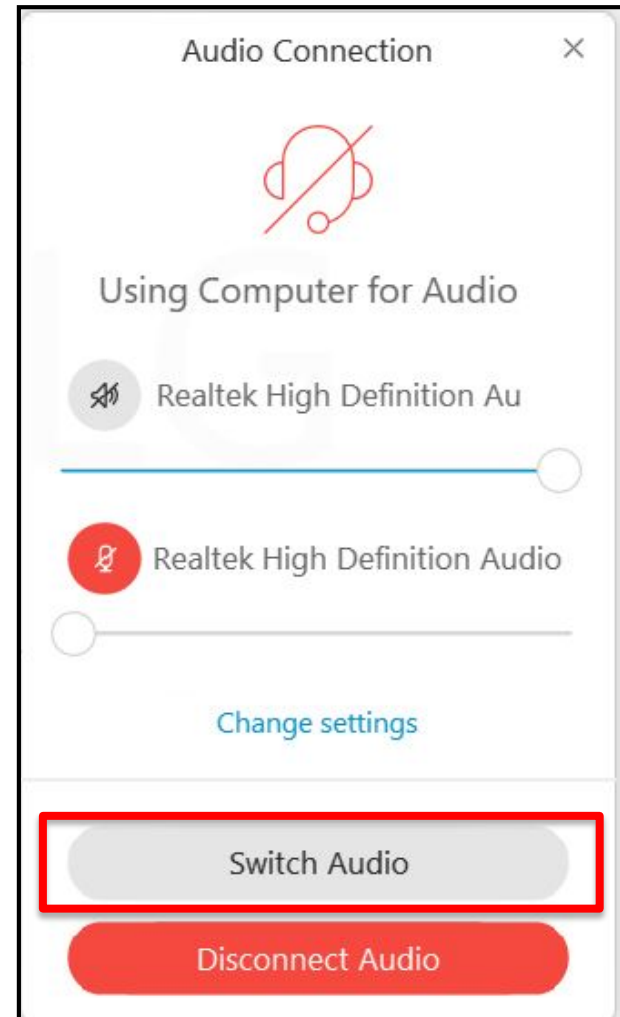 Audio Connection
Using Computer for Audio
Realtek High Definition Au
Realtek High Definition Audio
Change settings
Switch Audio
Disconnect Audio